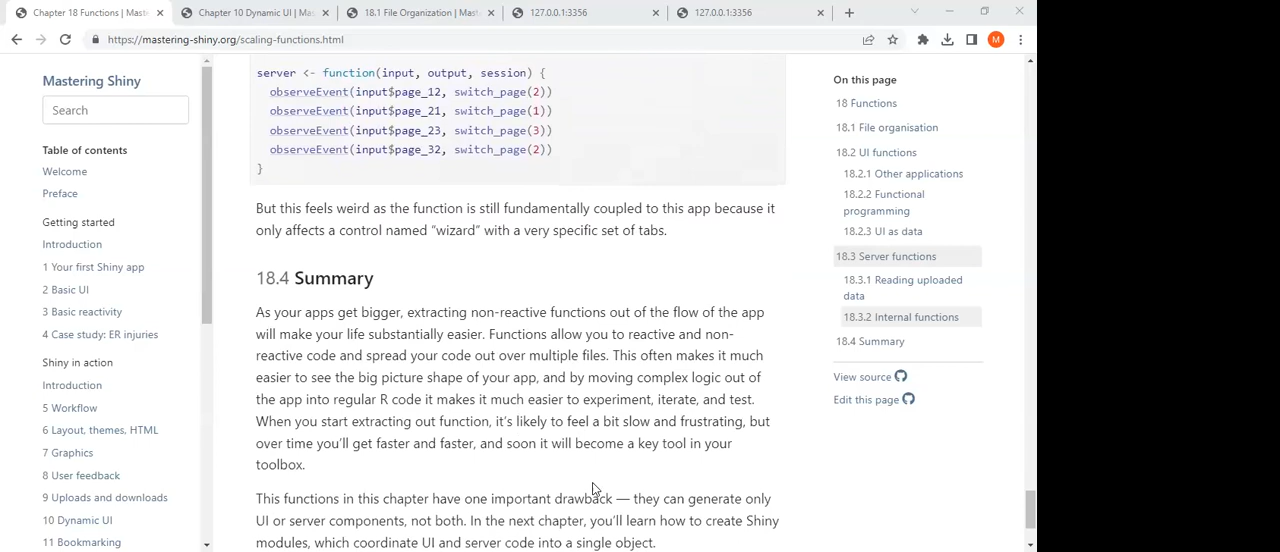 Chapter 18 Functions | Mas
Chapter 10 Dynamic UI | Master
18.1 File Organization | Maste
127.0.0.1:3356
127.0.0.1:3356
https://mastering-shiny.org/scaling-functions.html
M
Mastering Shiny
Search
Table of contents
Welcome
Preface
Getting started
Introduction
1 Your first Shiny app
2 Basic UI
3 Basic reactivity
4 Case study: ER injuries
Shiny in action
Introduction
5 Workflow
6 Layout, themes, HTML
7 Graphics
8 User feedback
9 Uploads and downloads
10 Dynamic UI
11 Bookmarking
server <- function(input, output, session) {
observeEvent(input$page_12, switch_page(2))
observeEvent(input$page_21, switch_page(1))
observeEvent(input$page_23, switch_page(3))
observeEvent(input$page_32, switch_page(2))
}
But this feels weird as the function is still fundamentally coupled to this app because it
only affects a control named “wizard” with a very specific set of tabs.
18.4 Summary
As your apps get bigger, extracting non-reactive functions out of the flow of the app
will make your life substantially easier. Functions allow you to reactive and non-
reactive code and spread your code out over multiple files. This often makes it much
easier to see the big picture shape of your app, and by moving complex logic out of
the app into regular R code it makes it much easier to experiment, iterate, and test.
When you start extracting out function, it’s likely to feel a bit slow and frustrating, but
over time you’ll get faster and faster, and soon it will become a key tool in your
toolbox.
This functions in this chapter have one important drawback — they can generate only
UI or server components, not both. In the next chapter, you’ll learn how to create Shiny
modules, which coordinate UI and server code into a single object.
On this page
18 Functions
18.1 File organisation
18.2 UI functions
18.2.1 Other applications
18.2.2 Functional
programming
18.2.3 UI as data
18.3 Server functions
18.3.1 Reading uploaded
data
18.3.2 Internal functions
18.4 Summary
View source
Edit this page